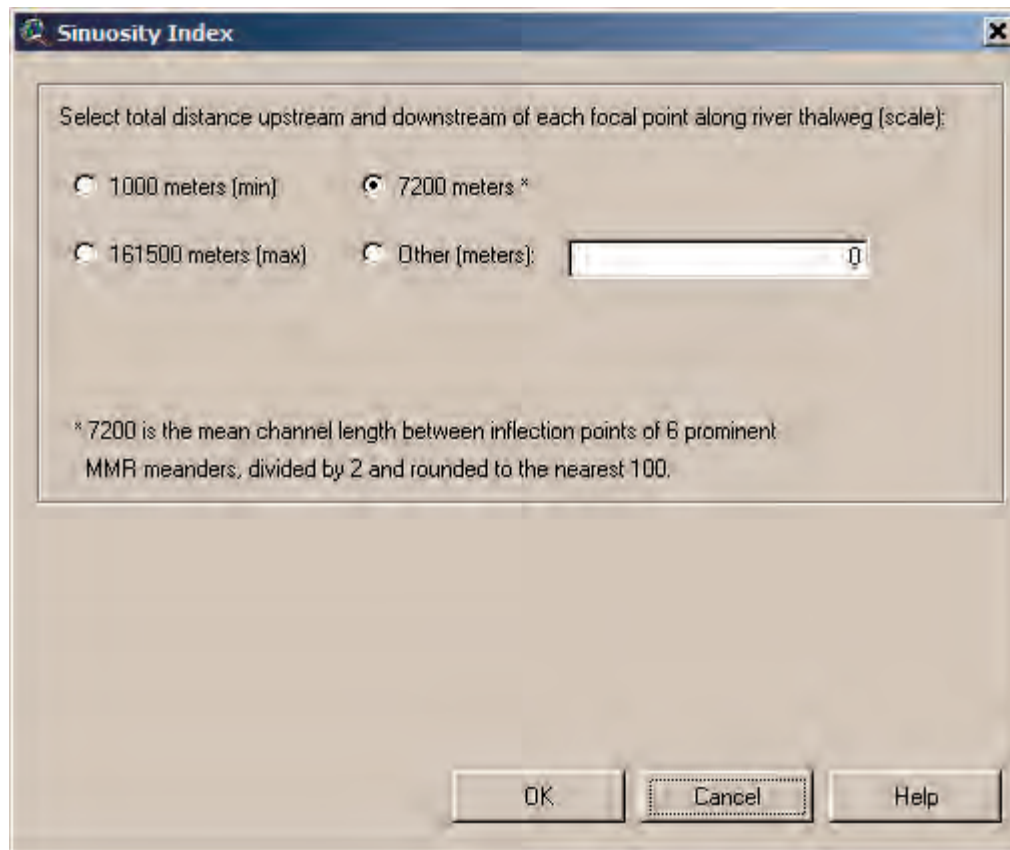 Sinuosity Index
Select total distance upstream and downstream of each focal point along river thalweg (scale):
1000 meters (min) 7200 meters *
161500 meters (max) Other (meters): 0
* 7200 is the mean channel length between inflection points of 6 prominent
MMR meanders, divided by 2 and rounded to the nearest 100.
OK Cancel Help